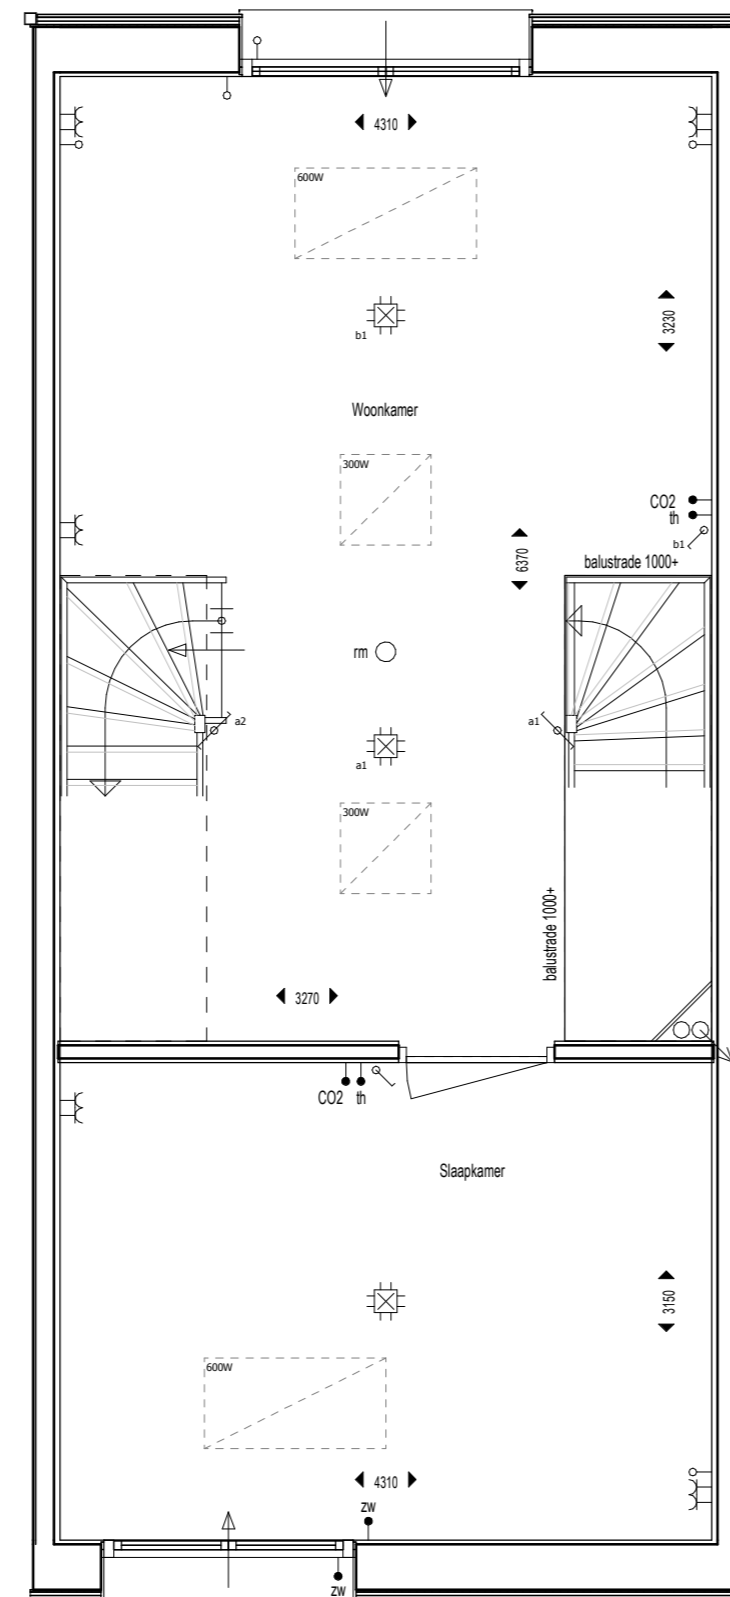 4310
600W
3230
b1
Woonkamer
300W
CO2
th
b1
6370
balustrade 1000+
rm
a2
a1
a1
300W
balustrade 1000+
3270
CO2 th
Slaapkamer
3150
600W
4310
zw
zw